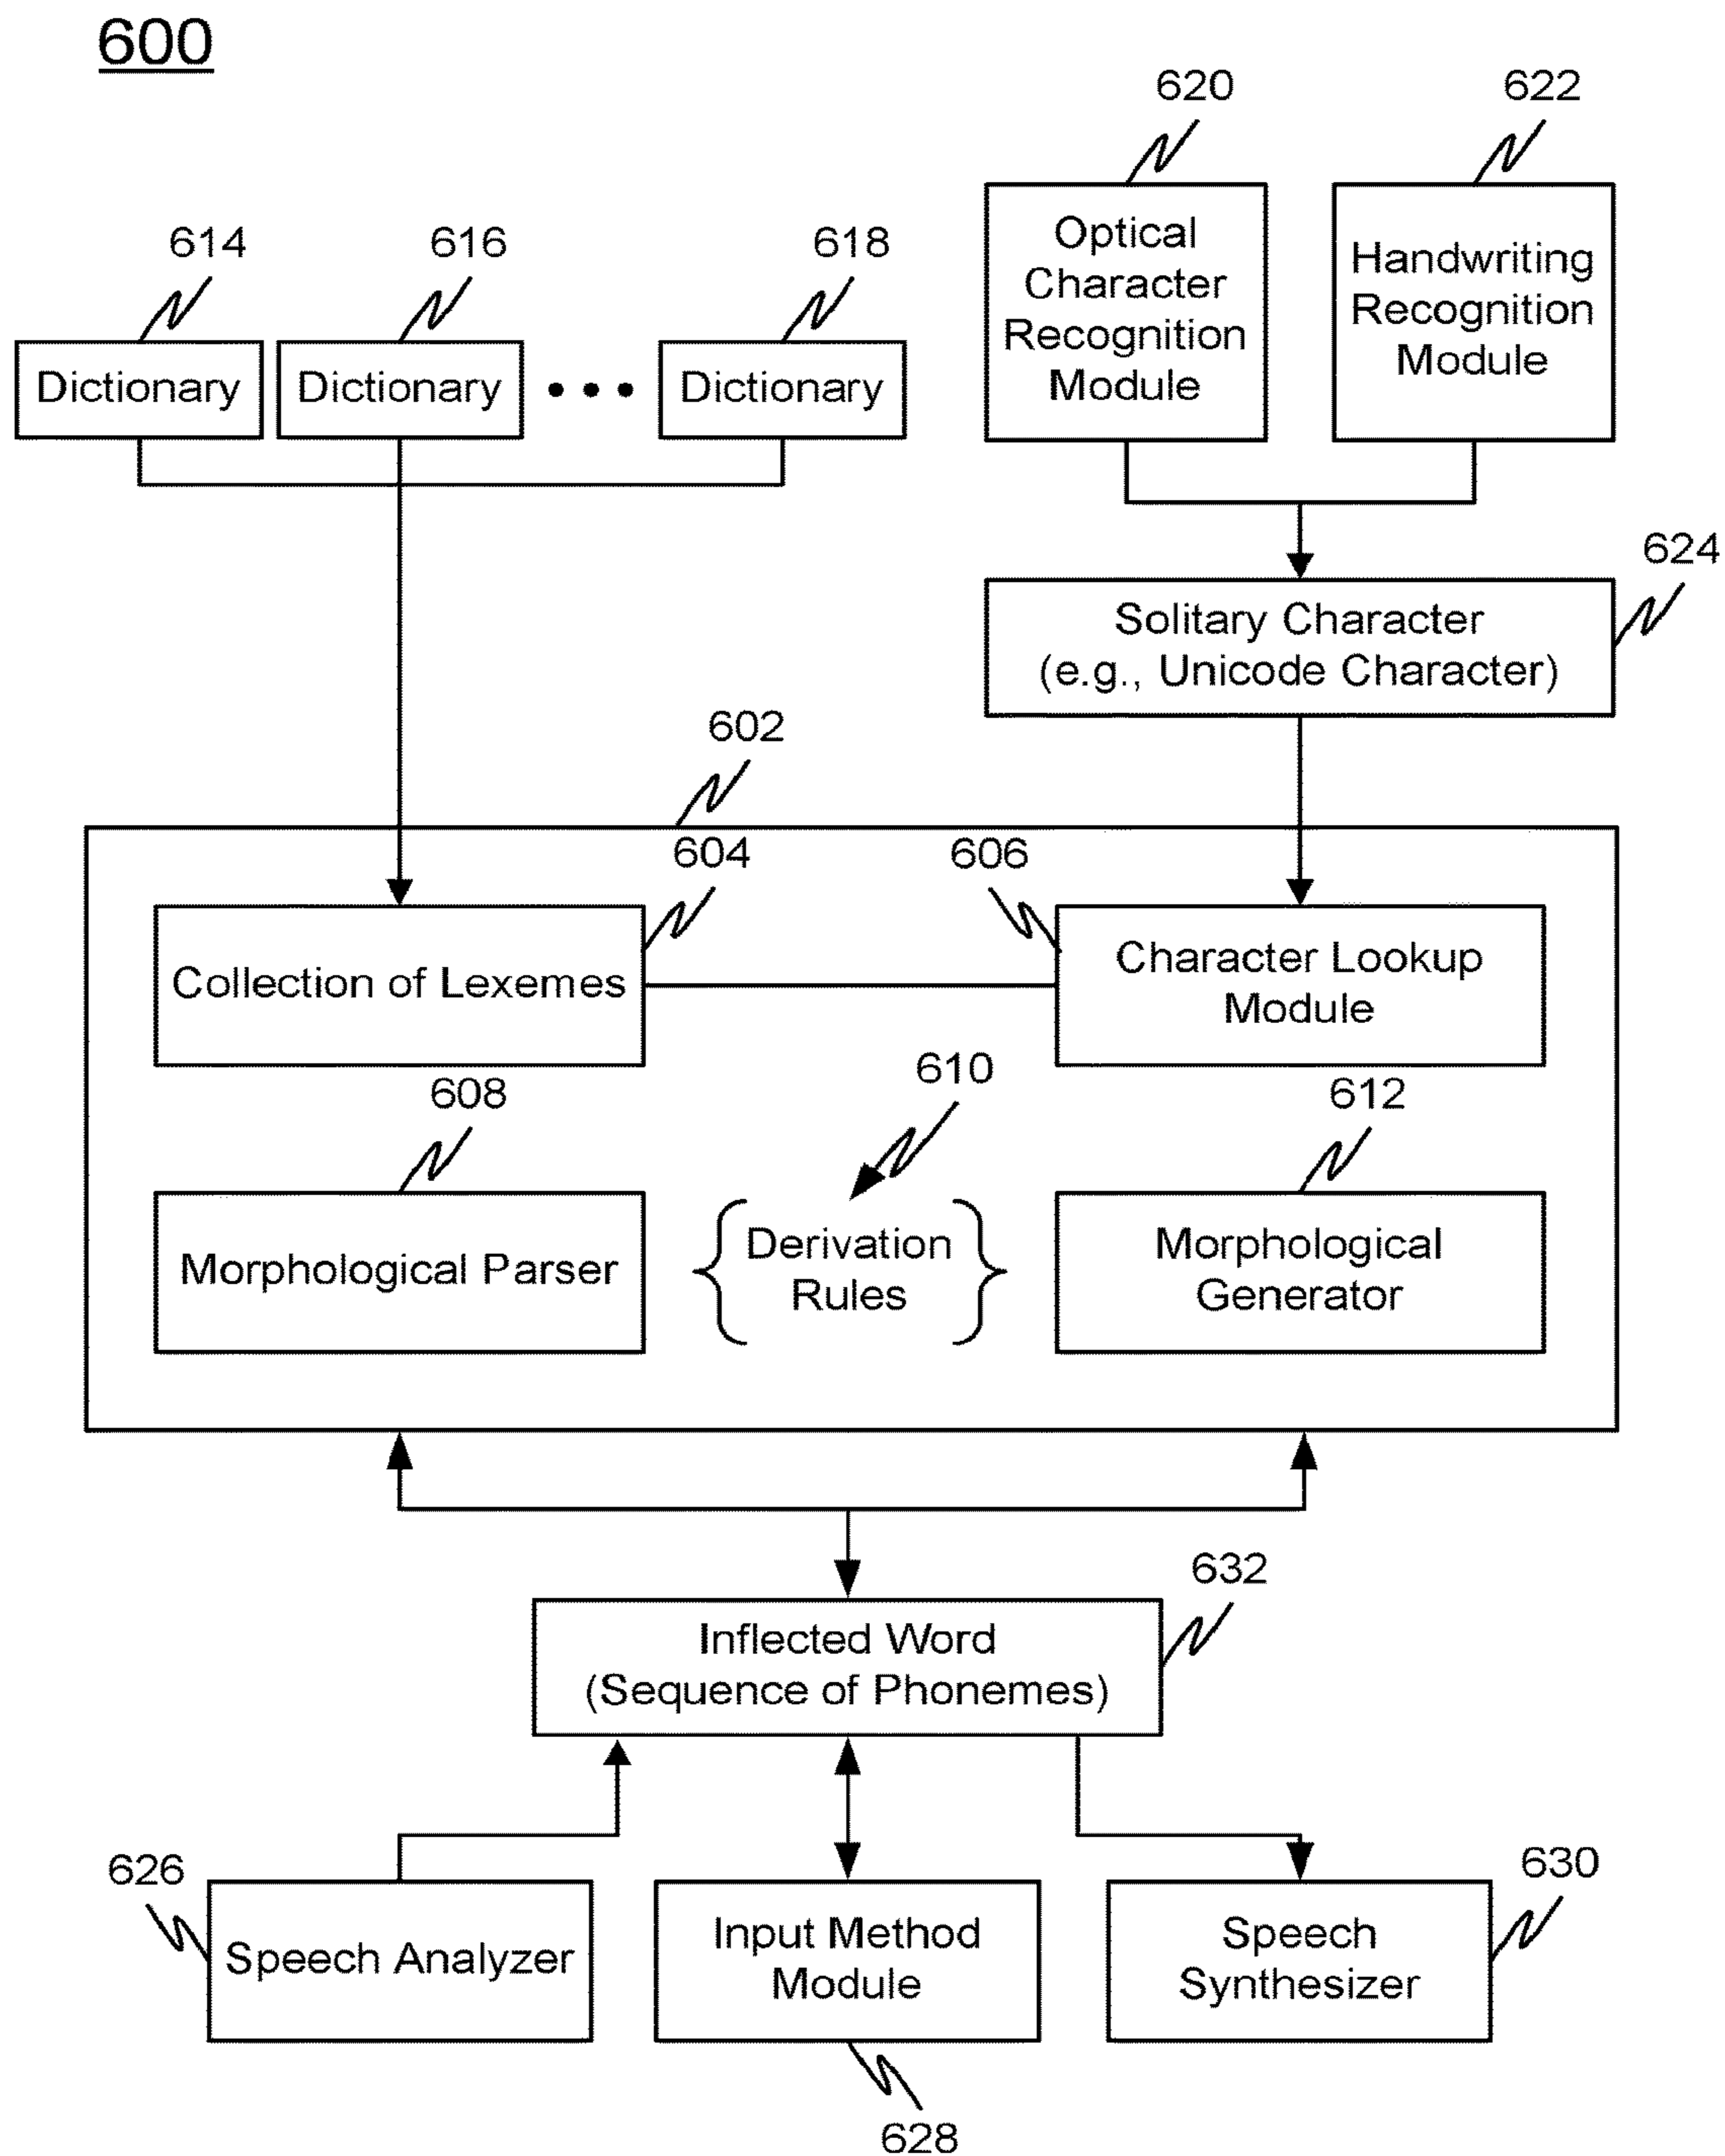 600
620
622
614
616
618
Optical
Character
Recognition
Module
Handwriting
Recognition
Module
Dictionary
Dictionary
Dictionary
624
Solitary Character
(e.g., Unicode Character)
602
604
606
Collection of Lexemes
Character Lookup
Module
610
608
612
Morphological Parser
Derivation
Rules
Morphological
Generator
632
Inflected Word
(Sequence of Phonemes)
626
630
Speech Analyzer
Input Method
Module
Speech
Synthesizer
628